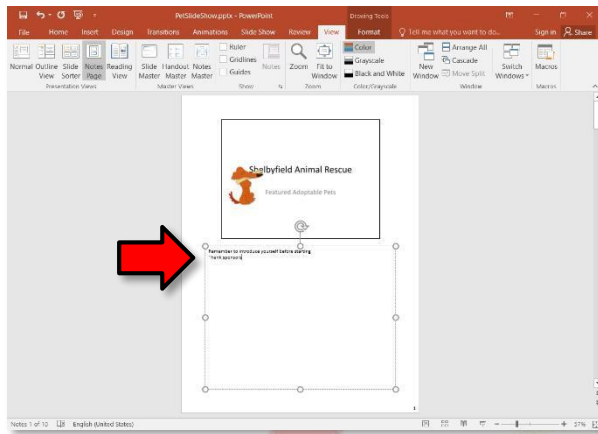 PetSlideShow.pptx - PowerPoint
Drawing Tools
File Home Insert Design Transitions Animations Slide Show Review View Format Tell me what you want to do... Sign in Share
Normal Outline View Slide Sorter Notes Page Reading View
Slide Master Handout Master Notes Master
Ruler
Gridlines
Guides
Notes
Zoom Fit to Window
Color
Grayscale
Black and White
New Window
Arrange All
Cascade
Move Split
Switch Windows
Macros
Presentation Views Master Views Show Zoom Color/Grayscale Window Macros
Shelbyfield Animal Rescue
Featured Adoptable Pets
Remember to introduce yourself before starting
Thank sponsors
1
Notes 1 of 10 English (United States) 57%